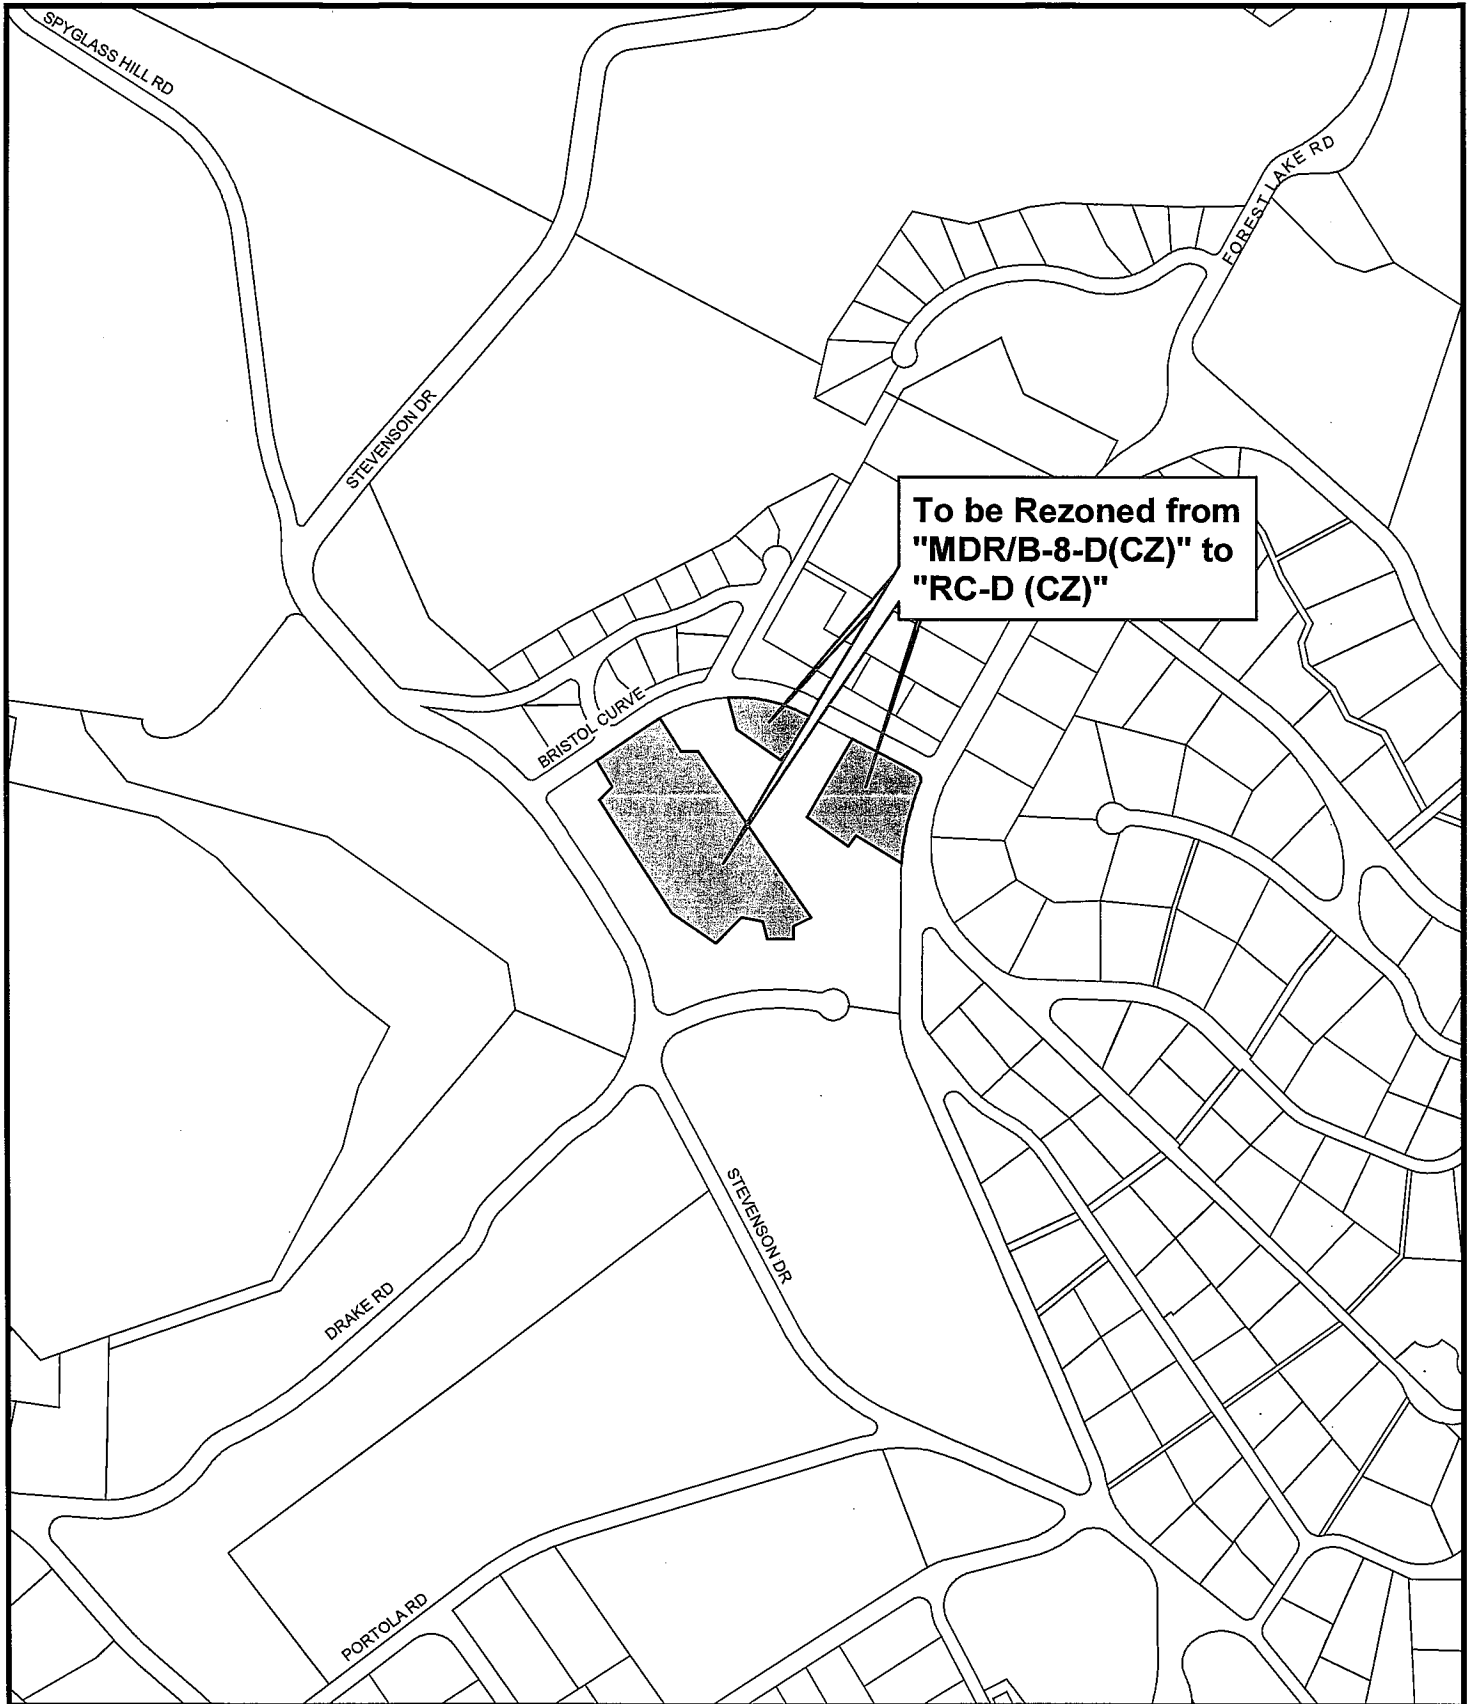 SPYGLASS HILL RD
FOREST LAKE RD
STEVENSON DR
To be Rezoned from
"MDR/B-8-D(CZ)" to
"RC-D (CZ)"
BRISTOL CURVE
STEVENSON DR
DRAKE RD
PORTOLA RD